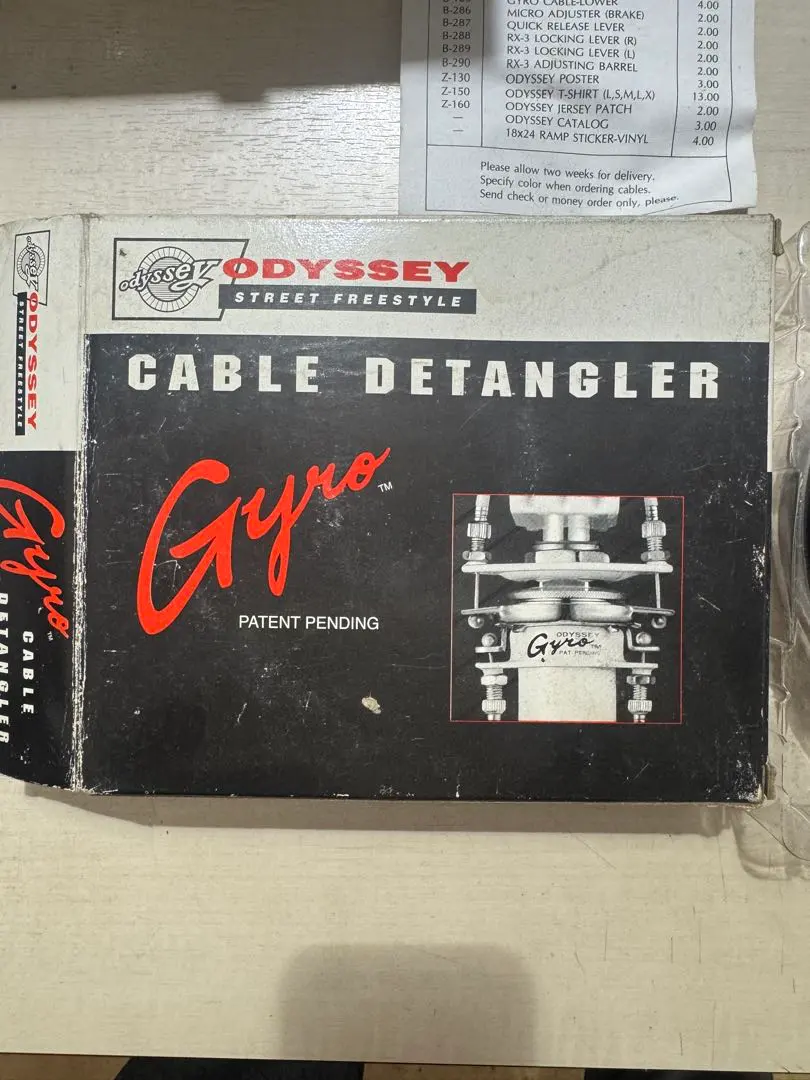 GYRO CABLE-LOWER 4.00
B-286 MICRO ADJUSTER (BRAKE) 2.00
B-287 QUICK RELEASE LEVER 2.00
B-288 RX-3 LOCKING LEVER (R) 2.00
B-289 RX-3 LOCKING LEVER (L) 2.00
B-290 RX-3 ADJUSTING BARREL 2.00
Z-130 ODYSSEY POSTER 3.00
Z-150 ODYSSEY T-SHIRT (L,S,M,L,X) 13.00
Z-160 ODYSSEY JERSEY PATCH 2.00
— ODYSSEY CATALOG 3.00
— 18x24 RAMP STICKER-VINYL 4.00
Please allow two weeks for delivery.
Specify color when ordering cables.
Send check or money order only, please.
odyssey ODYSSEY
STREET FREESTYLE
CABLE DETANGLER
Gyro™
PATENT PENDING
ODYSSEY
Gyro™
PAT. PENDING
odyssey
ODYSSEY
STREET FREESTYLE
Gyro™
CABLE
DETANGLER